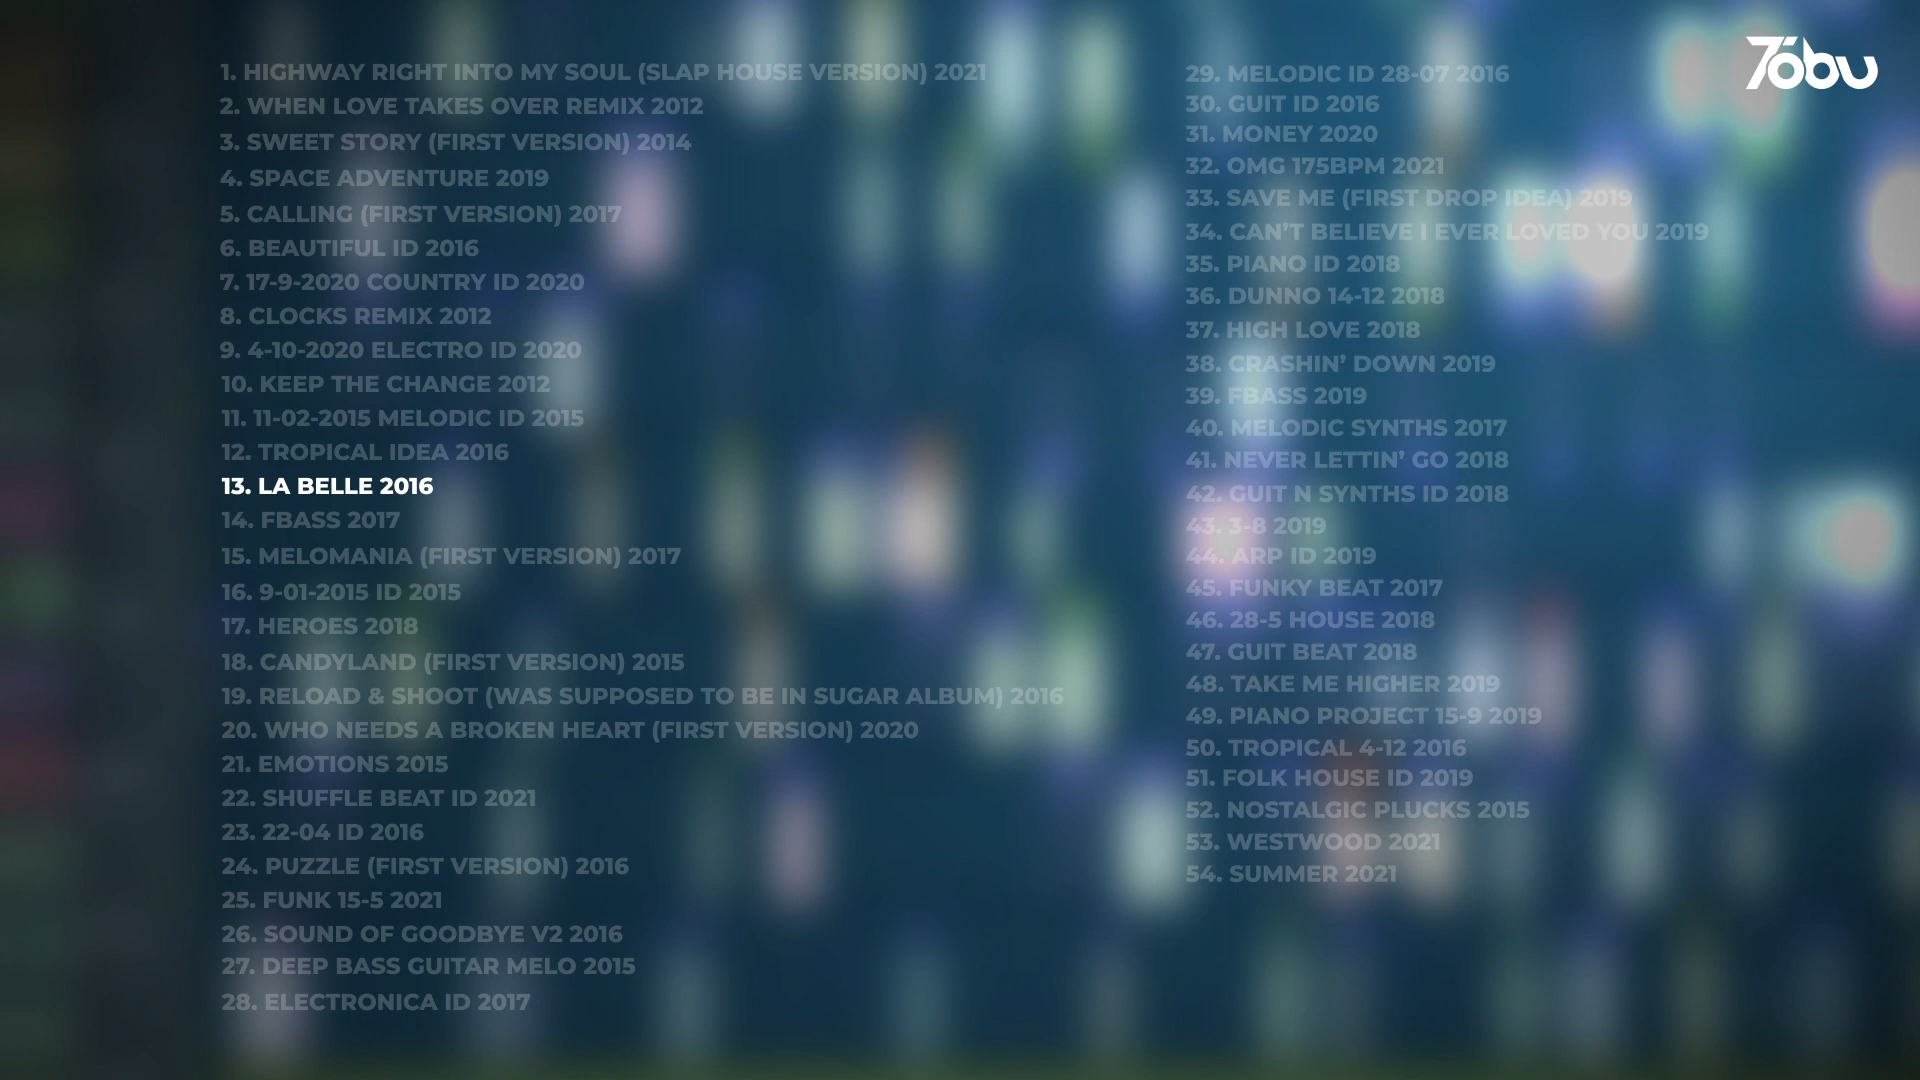 Tobu
1. HIGHWAY RIGHT INTO MY SOUL (SLAP HOUSE VERSION) 2021
2. WHEN LOVE TAKES OVER REMIX 2012
3. SWEET STORY (FIRST VERSION) 2014
4. SPACE ADVENTURE 2019
5. CALLING (FIRST VERSION) 2017
6. BEAUTIFUL ID 2016
7. 17-9-2020 COUNTRY ID 2020
8. CLOCKS REMIX 2012
9. 4-10-2020 ELECTRO ID 2020
10. KEEP THE CHANGE 2012
11. 11-02-2015 MELODIC ID 2015
12. TROPICAL IDEA 2016
13. LA BELLE 2016
14. FBASS 2017
15. MELOMANIA (FIRST VERSION) 2017
16. 9-01-2015 ID 2015
17. HEROES 2018
18. CANDYLAND (FIRST VERSION) 2015
19. RELOAD & SHOOT (WAS SUPPOSED TO BE IN SUGAR ALBUM) 2016
20. WHO NEEDS A BROKEN HEART (FIRST VERSION) 2020
21. EMOTIONS 2015
22. SHUFFLE BEAT ID 2021
23. 22-04 ID 2016
24. PUZZLE (FIRST VERSION) 2016
25. FUNK 15-5 2021
26. SOUND OF GOODBYE V2 2016
27. DEEP BASS GUITAR MELO 2015
28. ELECTRONICA ID 2017
29. MELODIC ID 28-07 2016
30. GUIT ID 2016
31. MONEY 2020
32. OMG 175BPM 2021
33. SAVE ME (FIRST DROP IDEA) 2019
34. CAN'T BELIEVE I EVER LOVED YOU 2019
35. PIANO ID 2018
36. DUNNO 14-12 2018
37. HIGH LOVE 2018
38. CRASHIN' DOWN 2019
39. FBASS 2019
40. MELODIC SYNTHS 2017
41. NEVER LETTIN' GO 2018
42. GUIT N SYNTHS ID 2018
43. 3-8 2019
44. ARP ID 2019
45. FUNKY BEAT 2017
46. 28-5 HOUSE 2018
47. GUIT BEAT 2018
48. TAKE ME HIGHER 2019
49. PIANO PROJECT 15-9 2019
50. TROPICAL 4-12 2016
51. FOLK HOUSE ID 2019
52. NOSTALGIC PLUCKS 2015
53. WESTWOOD 2021
54. SUMMER 2021